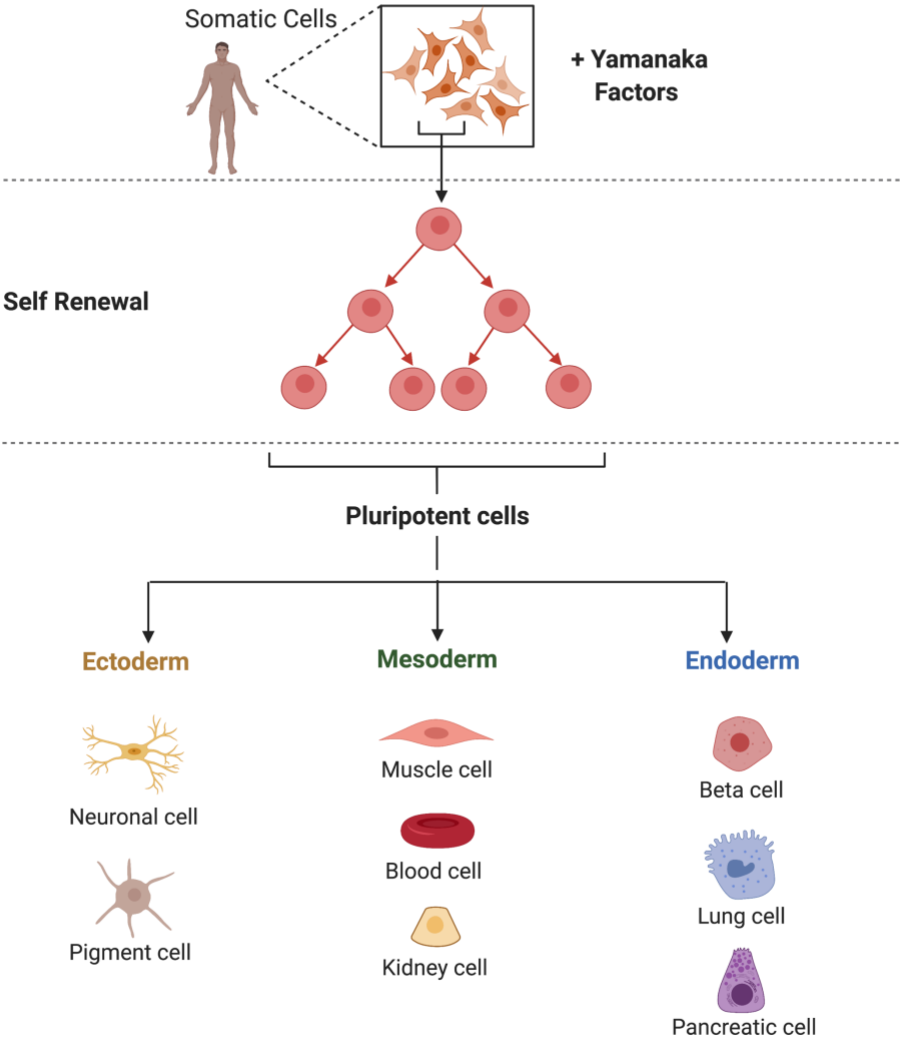 Somatic Cells
+ Yamanaka
Factors
Self Renewal
Pluripotent cells
Ectoderm
Mesoderm
Endoderm
Neuronal cell
Pigment cell
Muscle cell
Blood cell
Kidney cell
Beta cell
Lung cell
Pancreatic cell